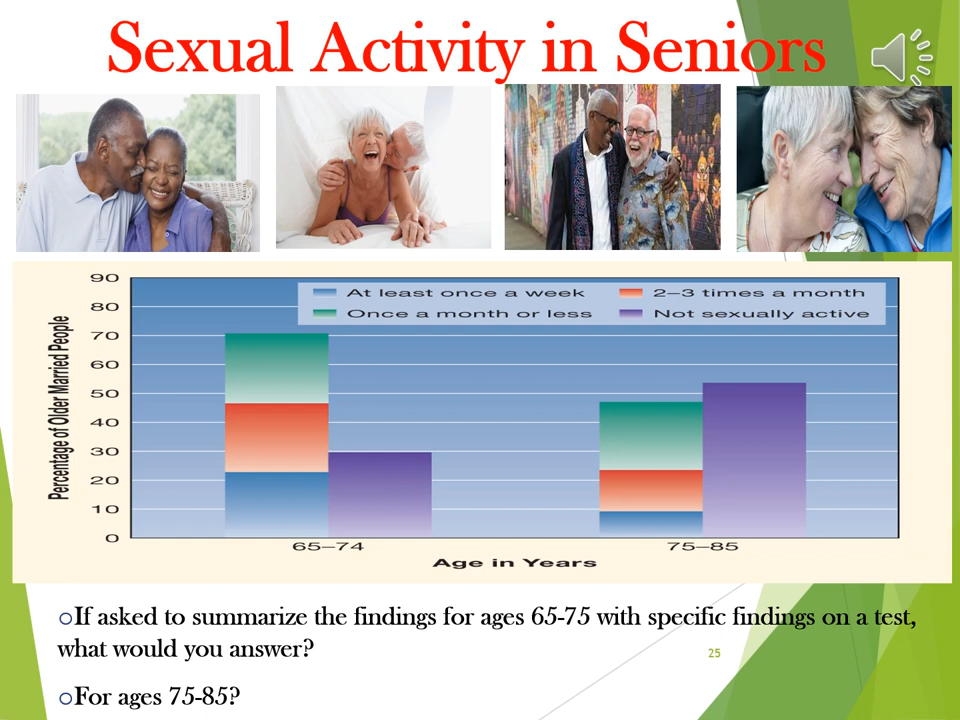 Sexual Activity in Seniors
Percentage of Older Married People
90
80
70
60
50
40
30
20
10
0
At least once a week
2–3 times a month
Once a month or less
Not sexually active
65–74
75–85
Age in Years
oIf asked to summarize the findings for ages 65-75 with specific findings on a test,
what would you answer?
25
oFor ages 75-85?